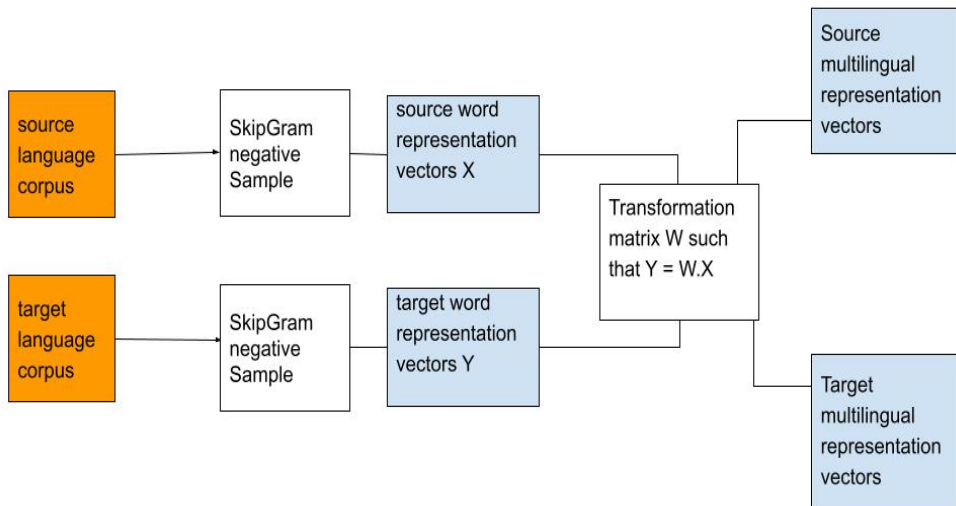 source
language
corpus
SkipGram
negative
Sample
source word
representation
vectors X
target
language
corpus
SkipGram
negative
Sample
target word
representation
vectors Y
Transformation
matrix W such
that Y = W.X
Source
multilingual
representation
vectors
Target
multilingual
representation
vectors